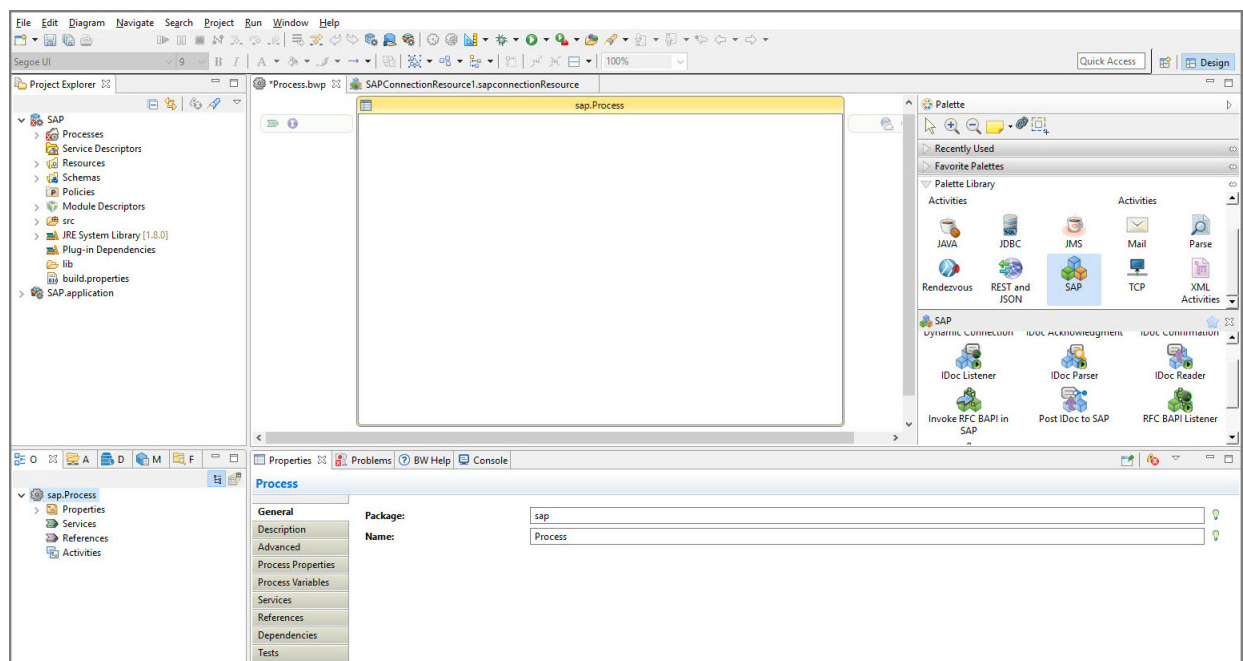 File Edit Diagram Navigate Search Project Run Window Help
Segoe UI 9 B I A 100% Quick Access Design
Project Explorer
*Process.bwp SAPConnectionResource1.sapconnectionResource
SAP
Processes
Service Descriptors
Resources
Schemas
Policies
Module Descriptors
src
JRE System Library [1.8.0]
Plug-in Dependencies
lib
build.properties
SAP.application
sap.Process
Palette
Recently Used
Favorite Palettes
Palette Library
Activities Activities
JAVA JDBC JMS Mail Parse
Rendezvous REST and JSON SAP TCP XML Activities
SAP
Dynamic Connection IDoc Acknowledgment IDoc Confirmation
IDoc Listener IDoc Parser IDoc Reader
Invoke RFC BAPI in SAP Post IDoc to SAP RFC BAPI Listener
O A D M F
sap.Process
Properties
Services
References
Activities
Properties Problems BW Help Console
Process
General
Description
Advanced
Process Properties
Process Variables
Services
References
Dependencies
Tests
Package: sap
Name: Process